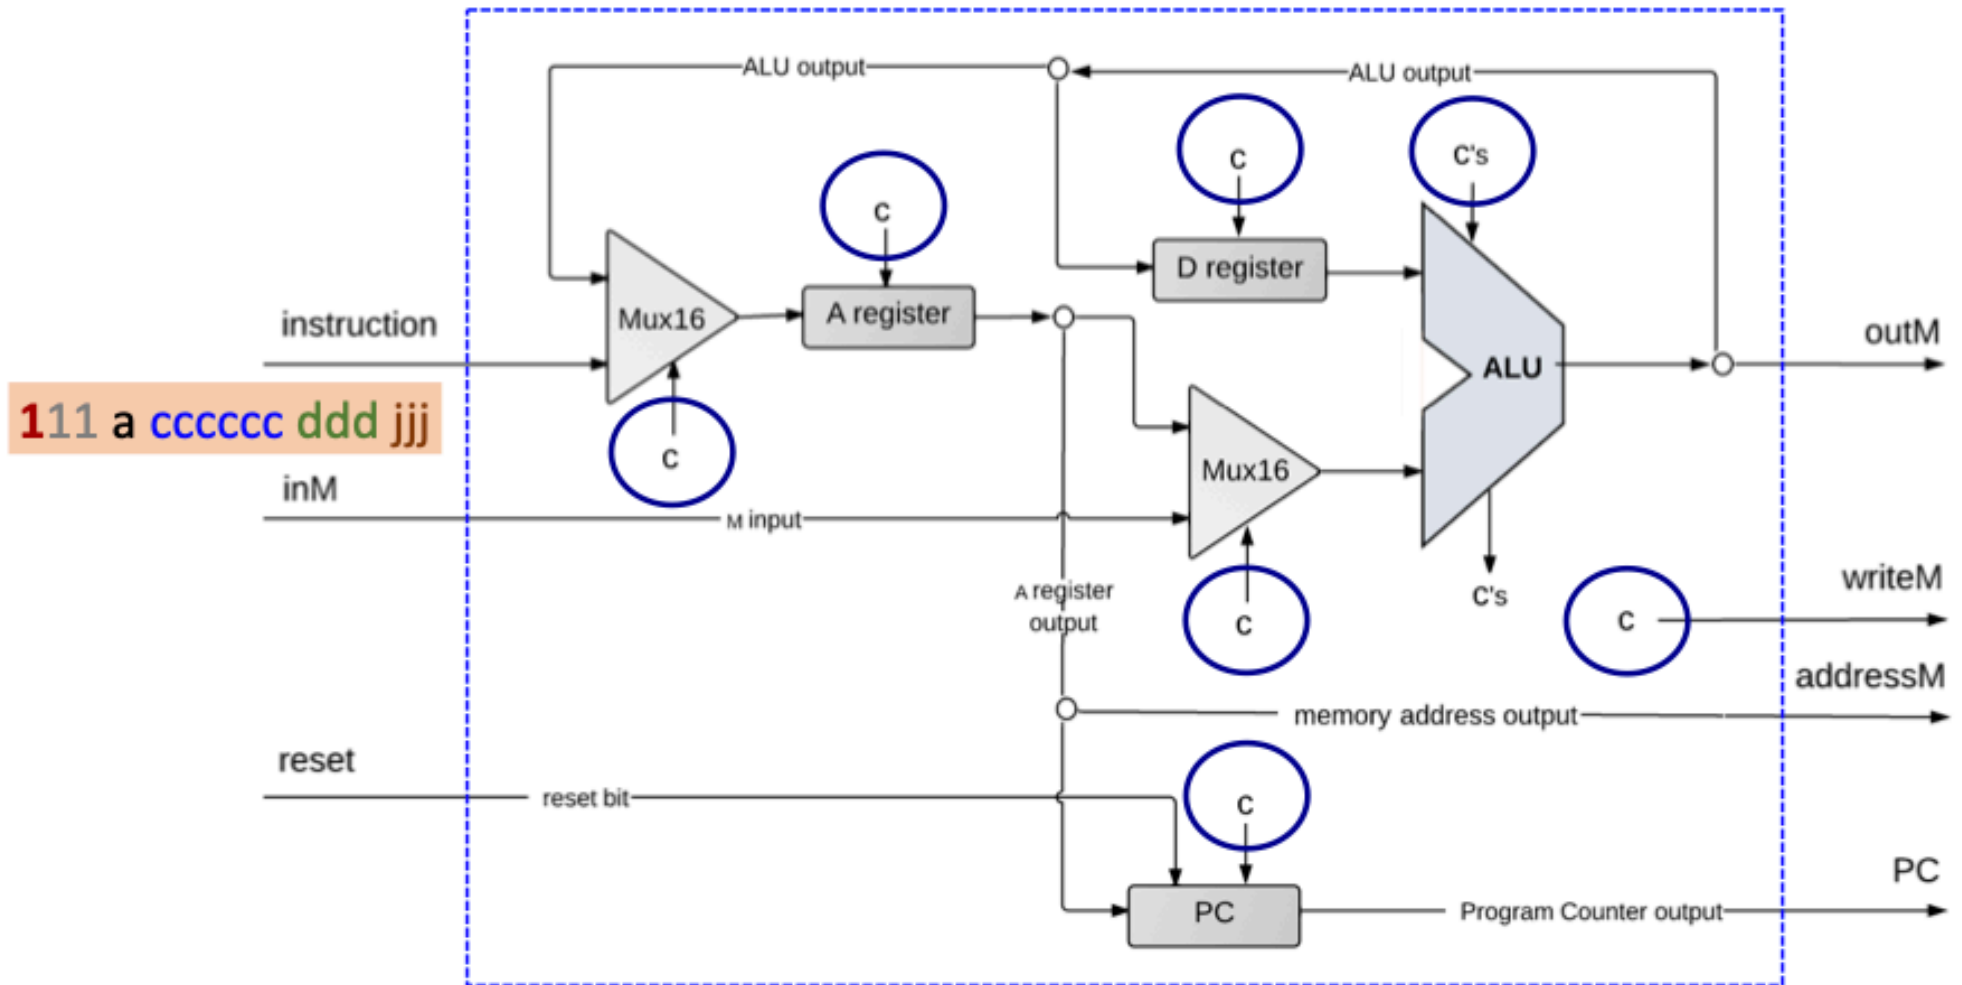 ALU output
ALU output
c
c's
c
D register
Mux16
A register
instruction
outM
ALU
111 a cccccc ddd jjj
c
Mux16
inM
M input
writeM
A register
output
c's
c
c
addressM
memory address output
reset
reset bit
c
PC
PC
Program Counter output